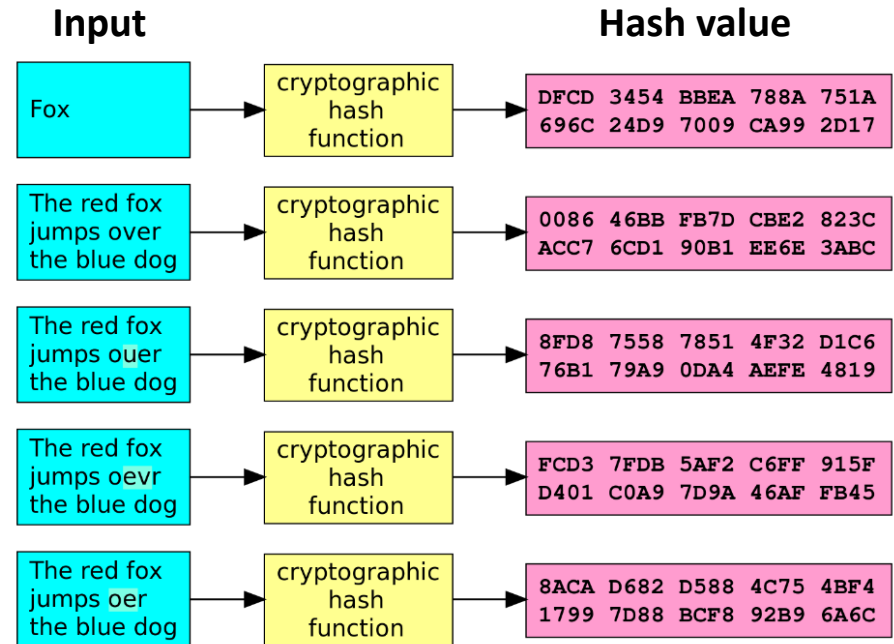 Input
Hash value
Fox
cryptographic
hash
function
DFCD 3454 BBEA 788A 751A
696C 24D9 7009 CA99 2D17
The red fox
jumps over
the blue dog
cryptographic
hash
function
0086 46BB FB7D CBE2 823C
ACC7 6CD1 90B1 EE6E 3ABC
The red fox
jumps ouer
the blue dog
cryptographic
hash
function
8FD8 7558 7851 4F32 D1C6
76B1 79A9 0DA4 AEFE 4819
The red fox
jumps oevr
the blue dog
cryptographic
hash
function
FCD3 7FDB 5AF2 C6FF 915F
D401 C0A9 7D9A 46AF FB45
The red fox
jumps oer
the blue dog
cryptographic
hash
function
8ACA D682 D588 4C75 4BF4
1799 7D88 BCF8 92B9 6A6C